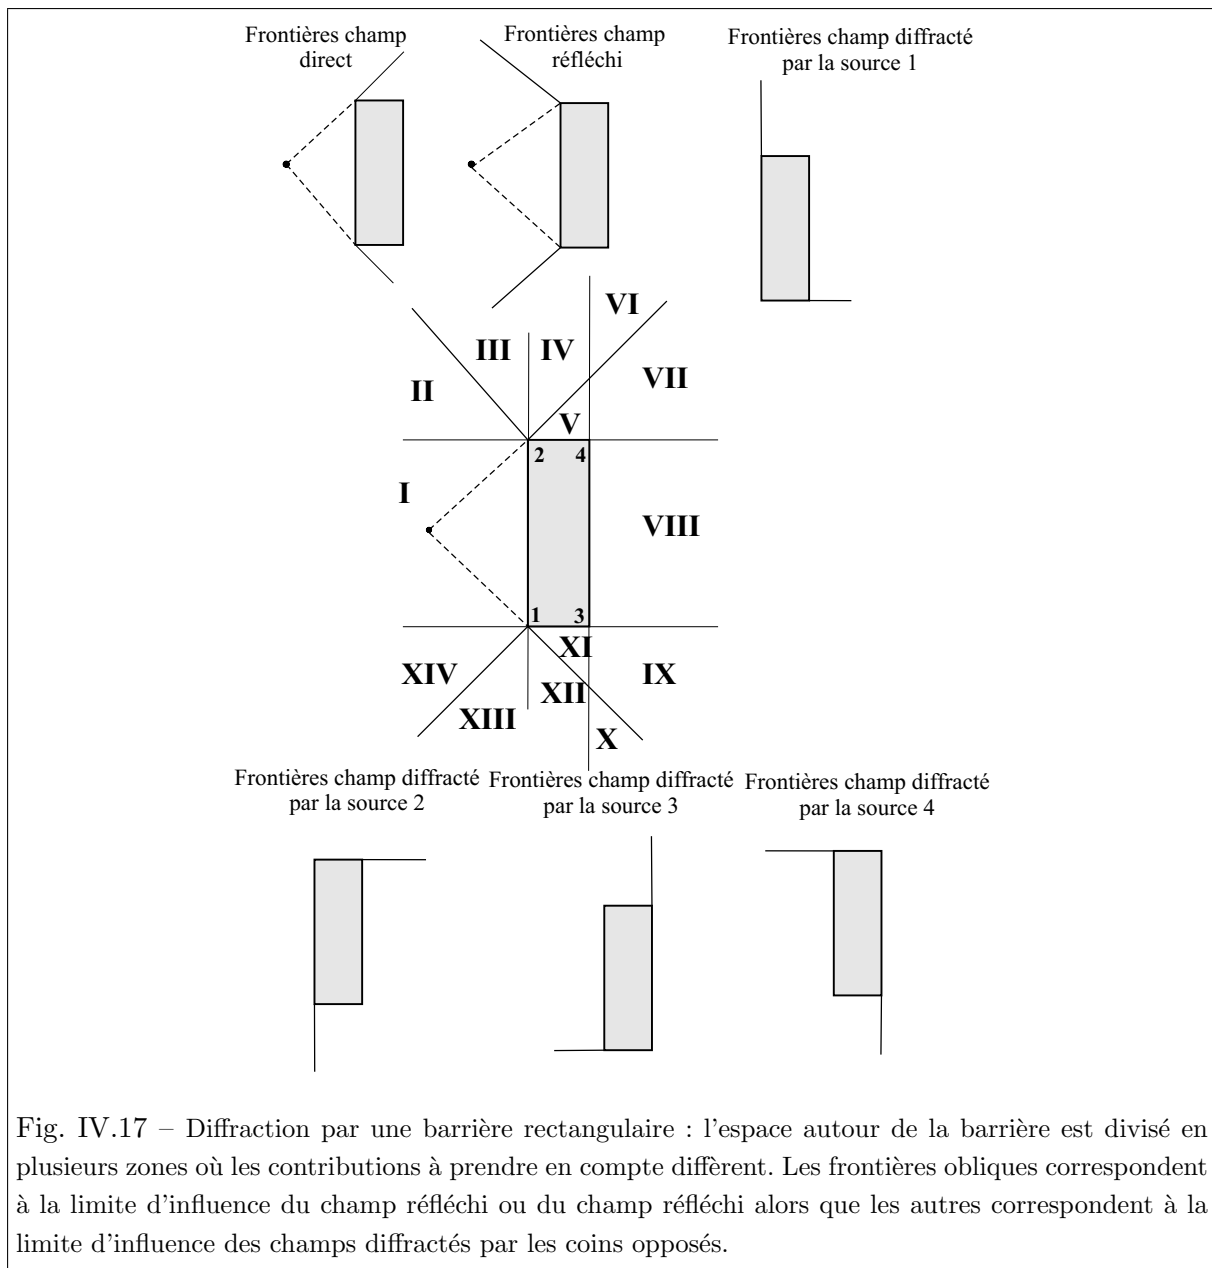 Frontières champ
direct
Frontières champ
réfléchi
Frontières champ diffracté
par la source 1
VI
III
IV
VII
II
V
2
4
I
VIII
1
3
XI
XIV
IX
XII
XIII
X
Frontières champ diffracté
par la source 2
Frontières champ diffracté
par la source 3
Frontières champ diffracté
par la source 4
Fig. IV.17 – Diffraction par une barrière rectangulaire : l'espace autour de la barrière est divisé en
plusieurs zones où les contributions à prendre en compte diffèrent. Les frontières obliques correspondent
à la limite d'influence du champ réfléchi ou du champ réfléchi alors que les autres correspondent à la
limite d'influence des champs diffractés par les coins opposés.